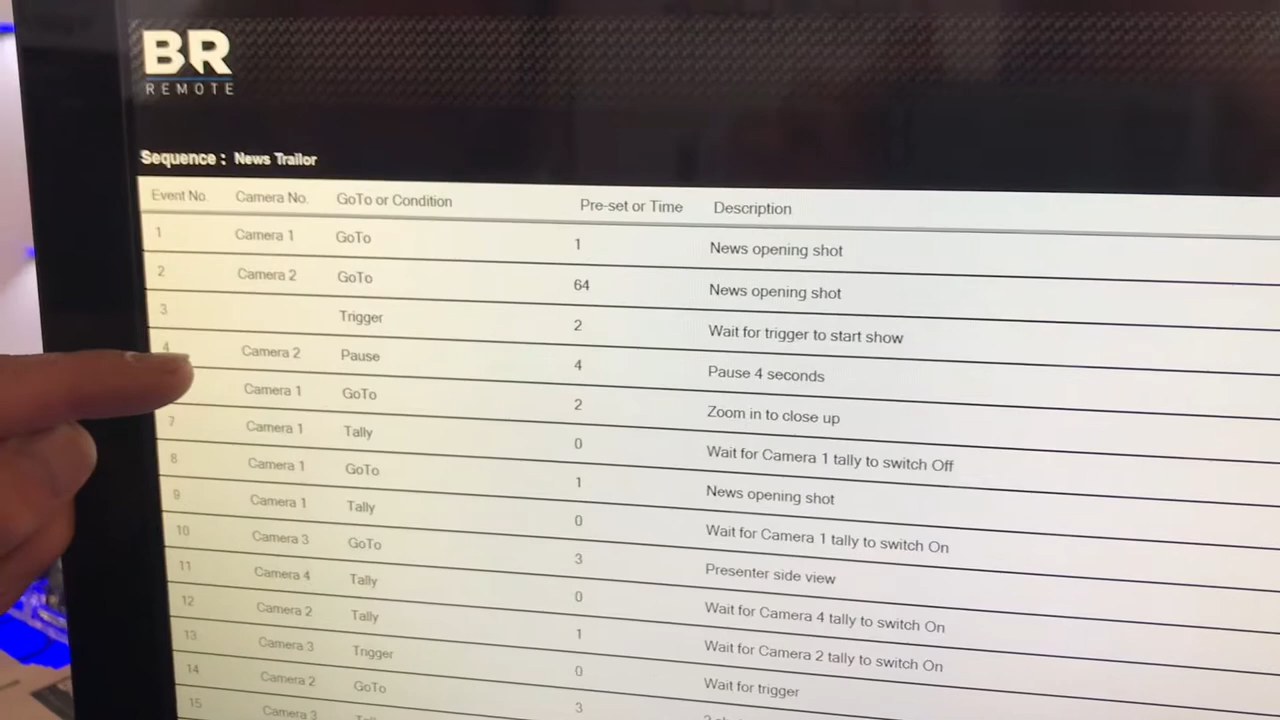 BR
REMOTE
Sequence : News Trailor
Event No. Camera No. GoTo or Condition Pre-set or Time Description
1 Camera 1 GoTo 1 News opening shot
2 Camera 2 GoTo 64 News opening shot
3 Trigger 2 Wait for trigger to start show
4 Camera 2 Pause 4 Pause 4 seconds
Camera 1 GoTo 2 Zoom in to close up
7 Camera 1 Tally 0 Wait for Camera 1 tally to switch Off
8 Camera 1 GoTo 1 News opening shot
9 Camera 1 Tally 0 Wait for Camera 1 tally to switch On
10 Camera 3 GoTo 3 Presenter side view
11 Camera 4 Tally 0 Wait for Camera 4 tally to switch On
12 Camera 2 Tally 1 Wait for Camera 2 tally to switch On
13 Camera 3 Trigger 0 Wait for trigger
14 Camera 2 GoTo 3
15 Camera 3